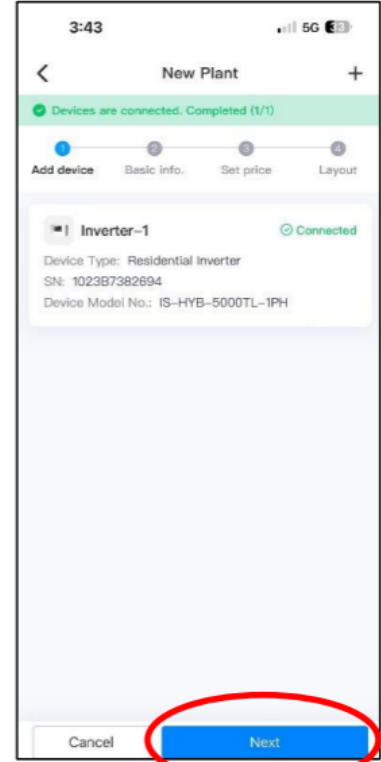 3:43 5G 33
New Plant +
Devices are connected. Completed (1/1)
1 2 3 4
Add device Basic info. Set price Layout
Inverter-1 Connected
Device Type: Residential Inverter
SN: 1023B7382694
Device Model No.: IS-HYB-5000TL-1PH
Cancel Next